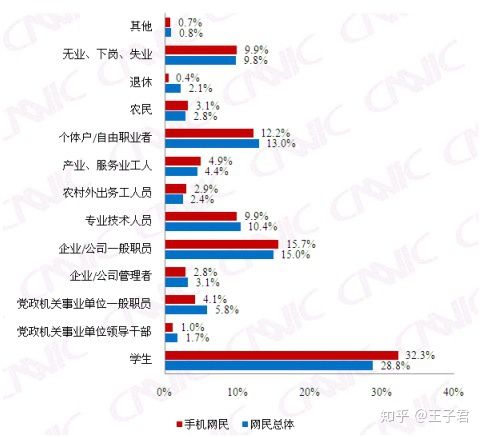 其他
0.7%
0.8%
无业、下岗、失业
9.9%
9.8%
退休
0.4%
2.1%
农民
3.1%
2.8%
个体户/自由职业者
12.2%
13.0%
产业、服务业工人
4.9%
4.4%
农村外出务工人员
2.9%
2.4%
专业技术人员
9.9%
10.4%
企业/公司一般职员
15.7%
15.0%
企业/公司管理者
2.8%
3.1%
党政机关事业单位一般职员
4.1%
5.8%
党政机关事业单位领导干部
1.0%
1.7%
学生
32.3%
28.8%
0% 10% 20% 30% 40%
手机网民 网民总体
知乎 @王子君
CNNIC